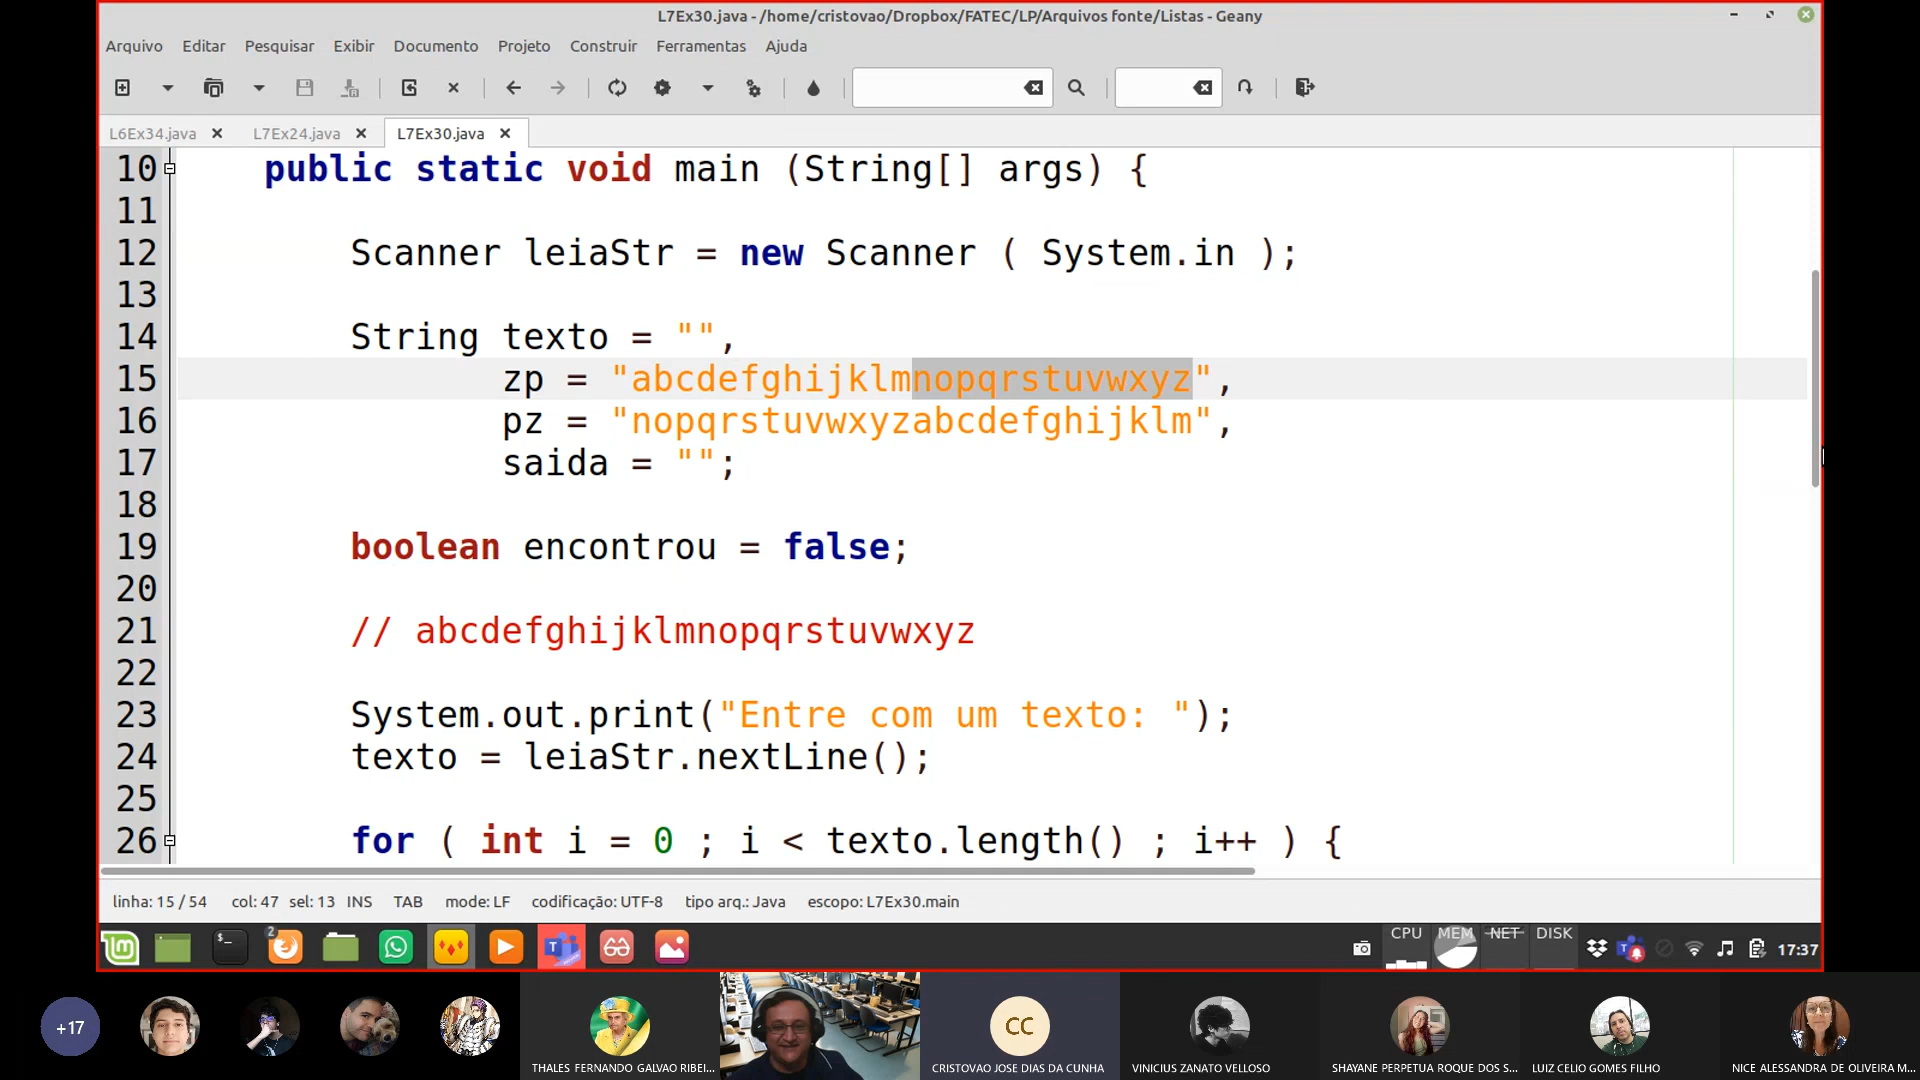 L7Ex30.java - /home/cristovao/Dropbox/FATEC/LP/Arquivos fonte/Listas - Geany
Arquivo Editar Pesquisar Exibir Documento Projeto Construir Ferramentas Ajuda
L6Ex34.java L7Ex24.java L7Ex30.java
10 public static void main (String[] args) {
11
12 Scanner leiaStr = new Scanner ( System.in );
13
14 String texto = "",
15 zp = "abcdefghijklmnopqrstuvwxyz",
16 pz = "nopqrstuvwxyzabcdefghijklm",
17 saida = "";
18
19 boolean encontrou = false;
20
21 // abcdefghijklmnopqrstuvwxyz
22
23 System.out.print("Entre com um texto: ");
24 texto = leiaStr.nextLine();
25
26 for ( int i = 0 ; i < texto.length() ; i++ ) {
linha: 15 / 54 col: 47 sel: 13 INS TAB mode: LF codificação: UTF-8 tipo arq.: Java escopo: L7Ex30.main
2 CPU MEM NET DISK 17:37
+17 CC
THALES FERNANDO GALVAO RIBEI... CRISTOVAO JOSE DIAS DA CUNHA VINICIUS ZANATO VELLOSO SHAYANE PERPETUA ROQUE DOS S... LUIZ CELIO GOMES FILHO NICE ALESSANDRA DE OLIVEIRA M...